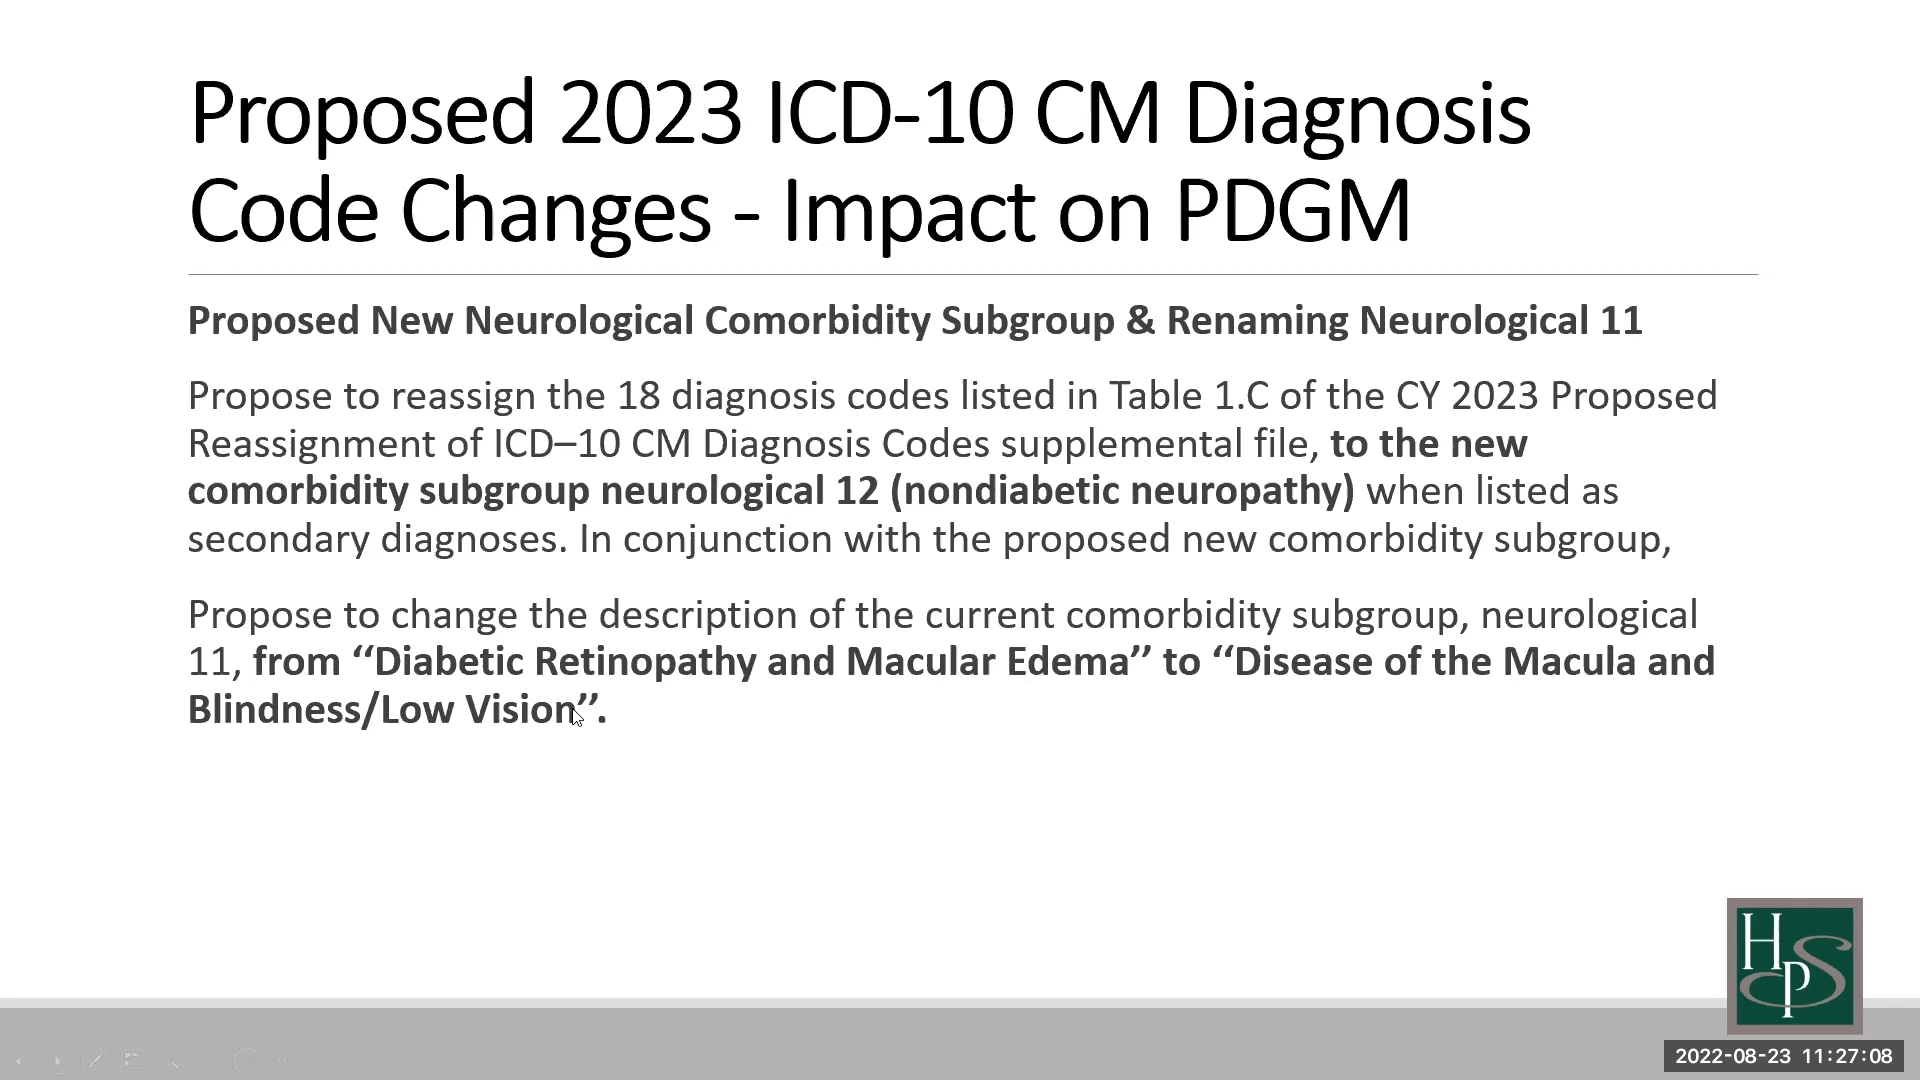 Proposed 2023 ICD-10 CM Diagnosis
Code Changes - Impact on PDGM
Proposed New Neurological Comorbidity Subgroup & Renaming Neurological 11
Propose to reassign the 18 diagnosis codes listed in Table 1.C of the CY 2023 Proposed
Reassignment of ICD–10 CM Diagnosis Codes supplemental file, to the new
comorbidity subgroup neurological 12 (nondiabetic neuropathy) when listed as
secondary diagnoses. In conjunction with the proposed new comorbidity subgroup,
Propose to change the description of the current comorbidity subgroup, neurological
11, from ‘‘Diabetic Retinopathy and Macular Edema’’ to ‘‘Disease of the Macula and
Blindness/Low Vision’’.
HPS
2022-08-23 11:27:08